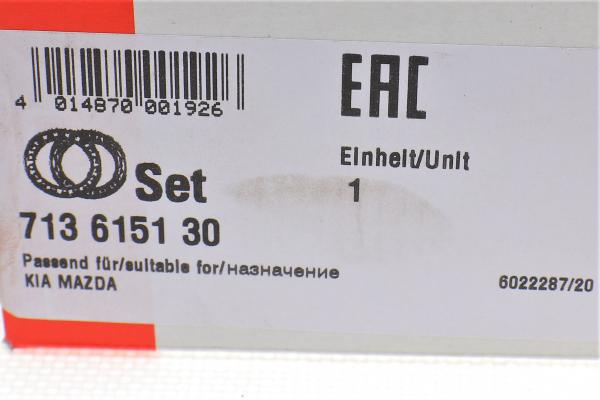 EAC
4 014870 001926
Einheit/Unit
1
Set
713 6151 30
Passend für/suitable for/назначение
KIA MAZDA
6022287/20